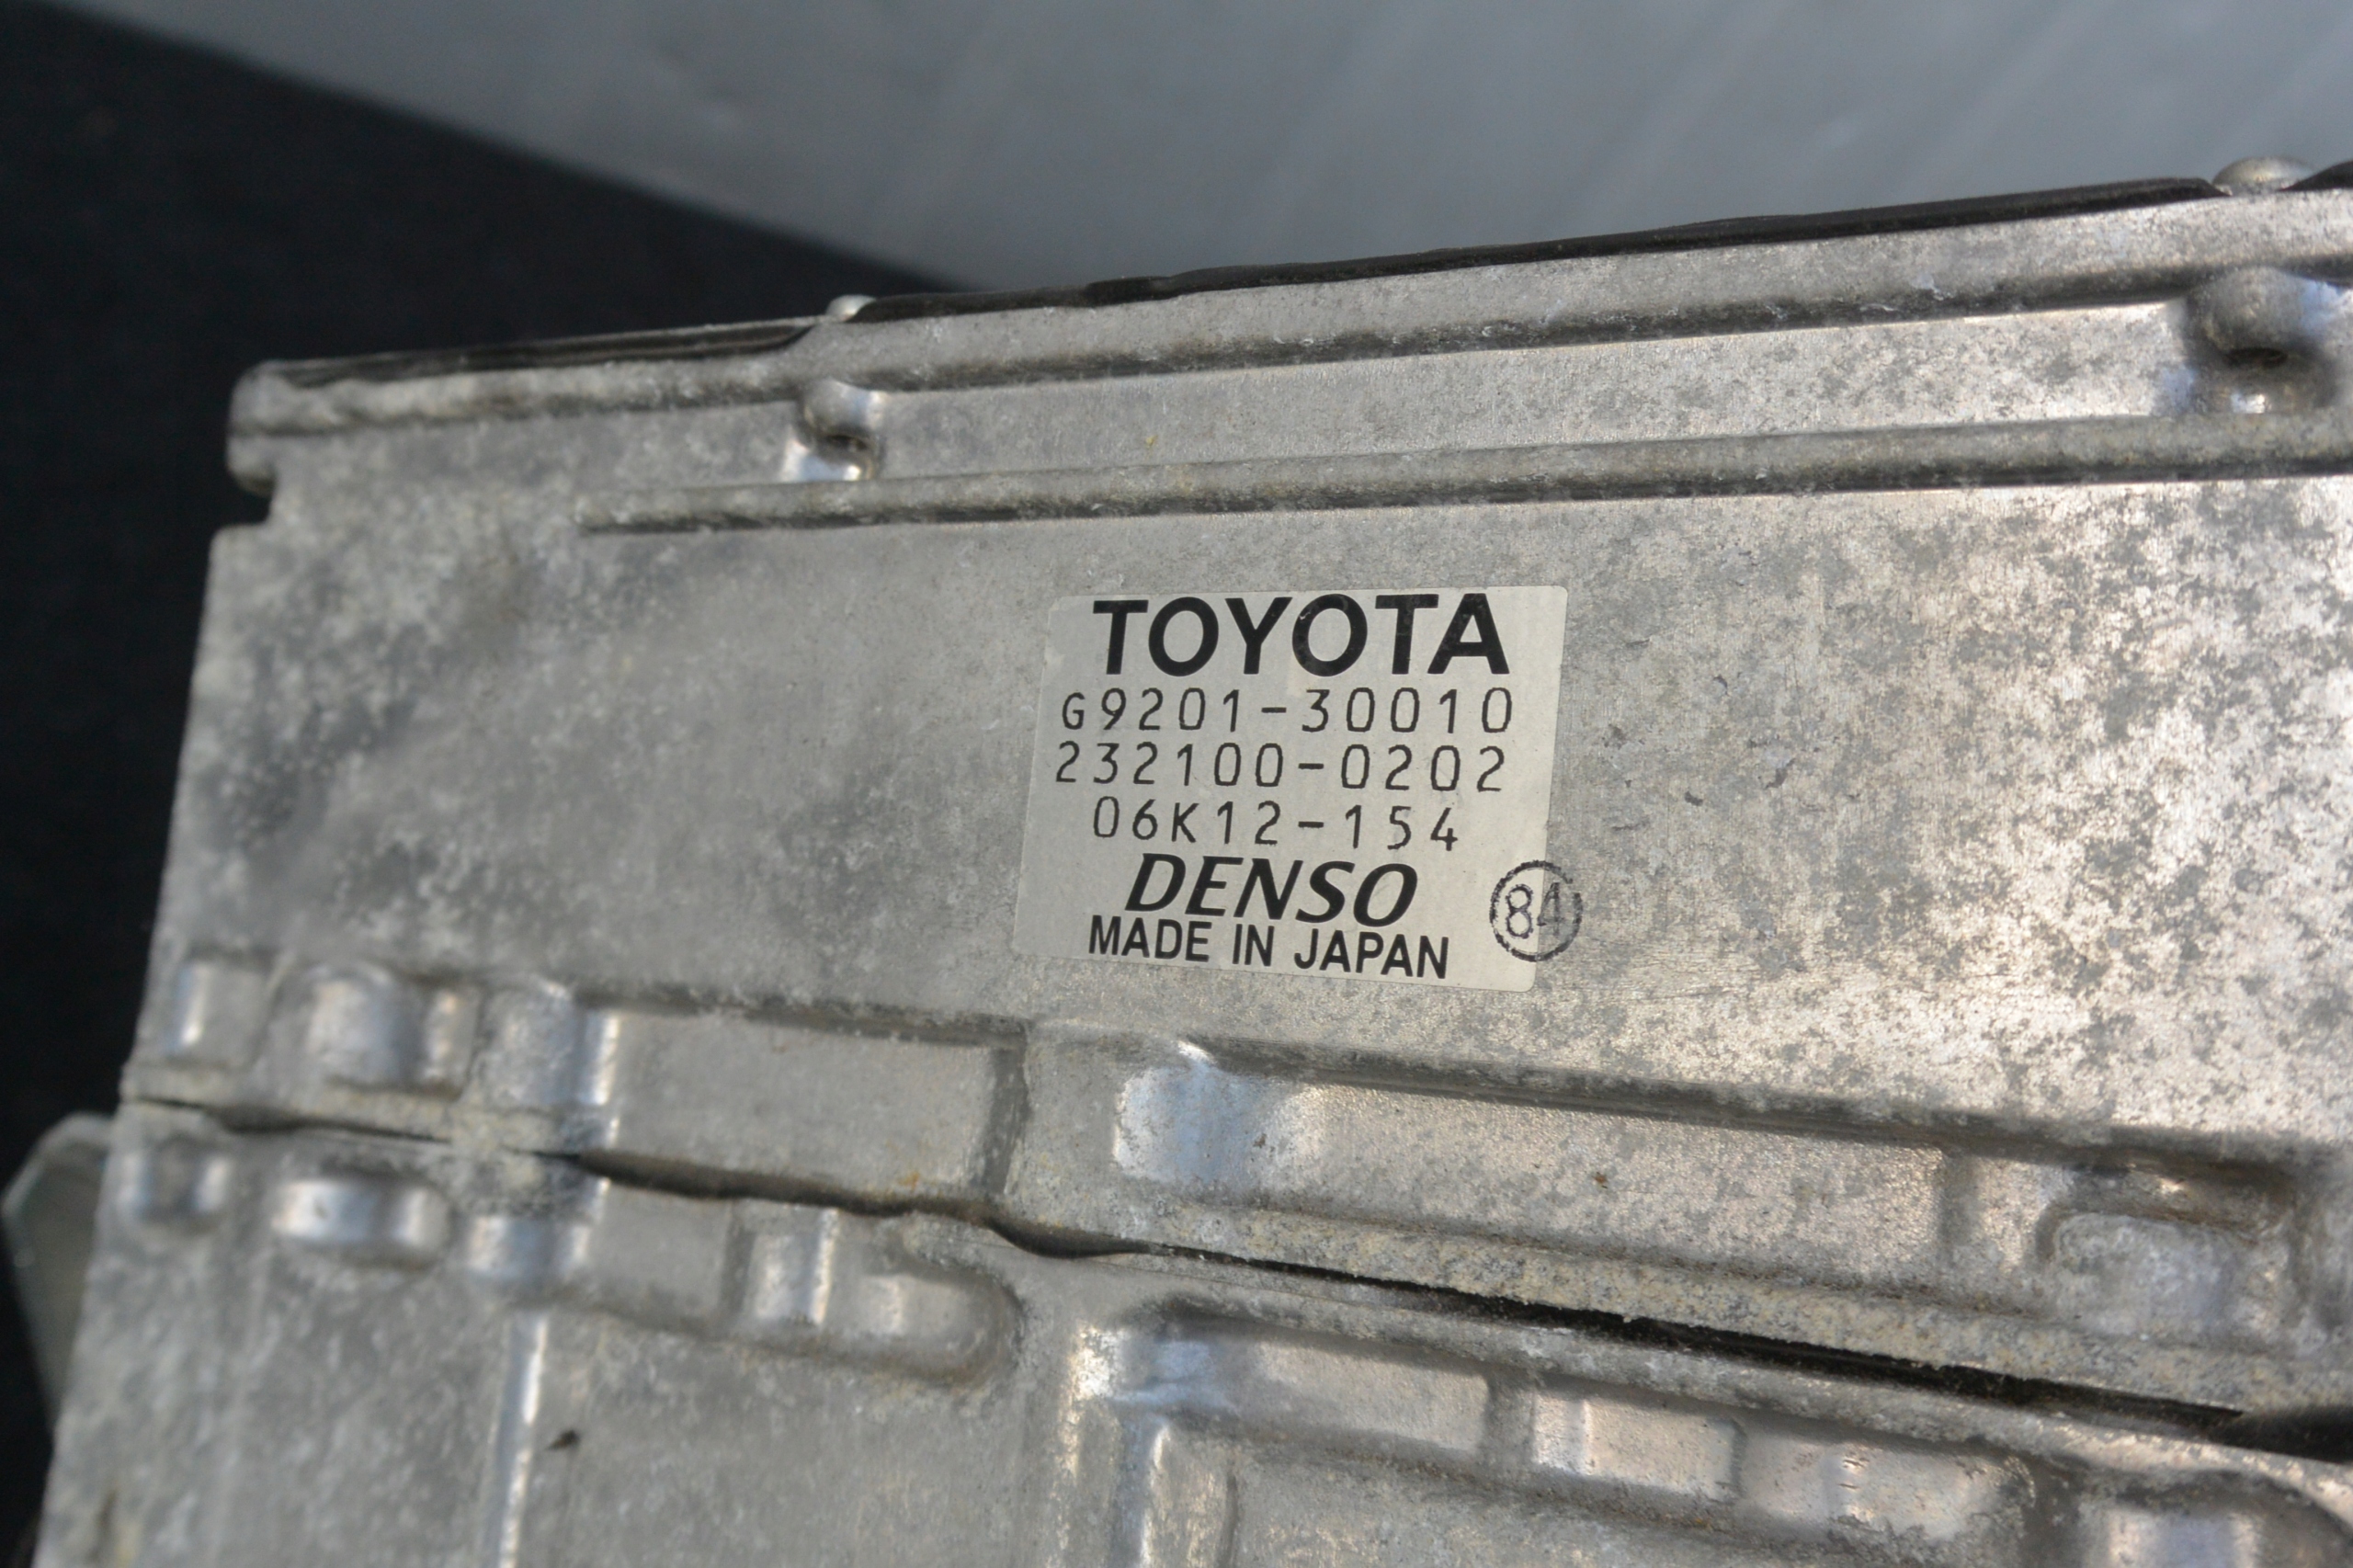 TOYOTA
G9201-30010
232100-0202
06K12-154
DENSO
84
MADE IN JAPAN